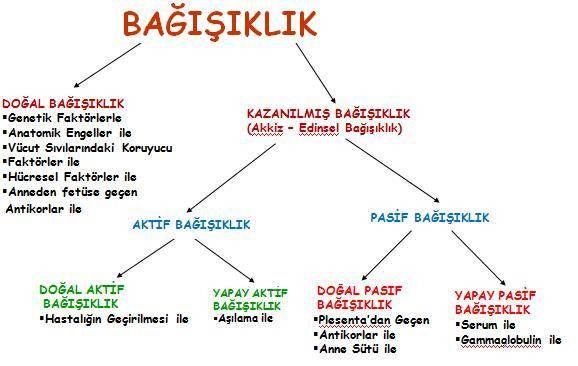 BAĞIŞIKLIK
DOĞAL BAĞIŞIKLIK
▪Genetik Faktörlerle
▪Anatomik Engeller ile
▪Vücut Sıvılarındaki Koruyucu
▪Faktörler ile
▪Hücresel Faktörler ile
▪Anneden fetüse geçen
Antikorlar ile
KAZANILMIŞ BAĞIŞIKLIK
(Akkiz – Edinsel Bağışıklık)
AKTİF BAĞIŞIKLIK
PASİF BAĞIŞIKLIK
DOĞAL AKTİF
BAĞIŞIKLIK
▪Hastalığın Geçirilmesi ile
YAPAY AKTİF
BAĞIŞIKLIK
▪Aşılama ile
DOĞAL PASIF
BAĞIŞIKLIK
▪Plesenta’dan Geçen
▪Antikorlar ile
▪Anne Sütü ile
YAPAY PASİF
BAĞIŞIKLIK
▪Serum ile
▪Gammaglobulin ile